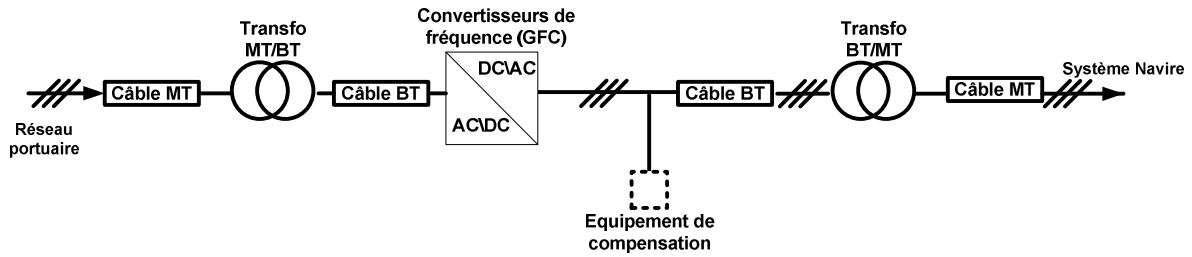 Réseau
portuaire
Câble MT
Transfo
MT/BT
Câble BT
Convertisseurs de
fréquence (GFC)
DC\AC
AC\DC
Equipement de
compensation
Câble BT
Transfo
BT/MT
Câble MT
Système Navire